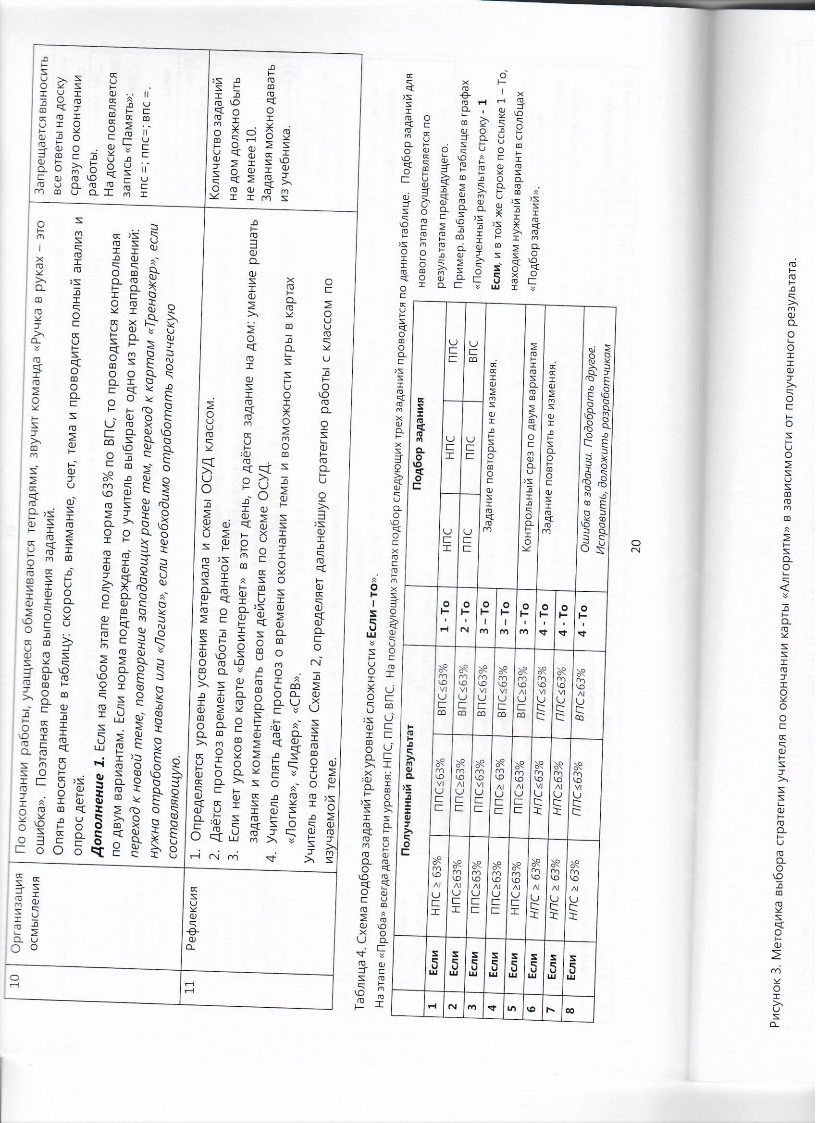 10
Организация
осмысления
По окончании работы, учащиеся обмениваются тетрадями, звучит команда «Ручка в руках – это
ошибка». Поэтапная проверка выполнения заданий.
Опять вносятся данные в таблицу: скорость, внимание, счет, тема и проводится полный анализ и
опрос детей.
Дополнение 1. Если на любом этапе получена норма 63% по ВПС, то проводится контрольная
по двум вариантам. Если норма подтверждена, то учитель выбирает одно из трех направлений:
переход к новой теме, повторение западающих ранее тем, переход к картам «Тренажер», если
нужна отработка навыка или «Логика», если необходимо отработать логическую
составляющую.
Запрещается выносить
все ответы на доску
сразу по окончании
работы.
На доске появляется
запись «Память»:
нпс =; ппс=; впс =.
11
Рефлексия
1. Определяется уровень усвоения материала и схемы ОСУД классом.
2. Даётся прогноз времени работы по данной теме.
3. Если нет уроков по карте «Биоинтернет» в этот день, то даётся задание на дом: умение решать
задания и комментировать свои действия по схеме ОСУД.
4. Учитель опять даёт прогноз о времени окончании темы и возможности игры в картах
«Логика», «Лидер», «СРВ».
Учитель на основании Схемы 2, определяет дальнейшую стратегию работы с классом по
изучаемой теме.
Количество заданий
на дом должно быть
не менее 10.
Задания можно давать
из учебника.
Таблица 4. Схема подбора заданий трёх уровней сложности «Если – то».
На этапе «Проба» всегда дается три уровня: НПС, ППС, ВПС. На последующих этапах подбор следующих трех заданий проводится по данной таблице. Подбор заданий для
нового этапа осуществляется по
результатам предыдущего.
Пример. Выбираем в таблице в графах
«Полученный результат» строку - 1
Если, и в той же строке по ссылке 1 – То,
находим нужный вариант в столбцах
«Подбор заданий».
Полученный результат Подбор задания
1 Если НПС ≥ 63% ППС≤63% ВПС≤63% 1 - То НПС НПС ППС
2 Если НПС≥63% ППС≥63% ВПС≤63% 2 - То ППС ППС ВПС
3 Если ППС≥63% ППС≤63% ВПС≤63% 3 – То Задание повторить не изменяя.
4 Если ППС≥63% ППС≥ 63% ВПС≤63% 3 – То
5 Если НПС≥63% ППС≥63% ВПС≥63% 3 - То Контрольный срез по двум вариантам
6 Если НПС ≥ 63% НПС≤63% ППС≤63% 4 - То Задание повторить не изменяя.
7 Если НПС ≥ 63% НПС≥63% ППС≤63% 4 - То
8 Если НПС ≥ 63% ППС≤63% ВПС≥63% 4 - То Ошибка в задании. Подобрать другое.
Исправить, доложить разработчикам
20
Рисунок 3. Методика выбора стратегии учителя по окончании карты «Алгоритм» в зависимости от полученного результата.